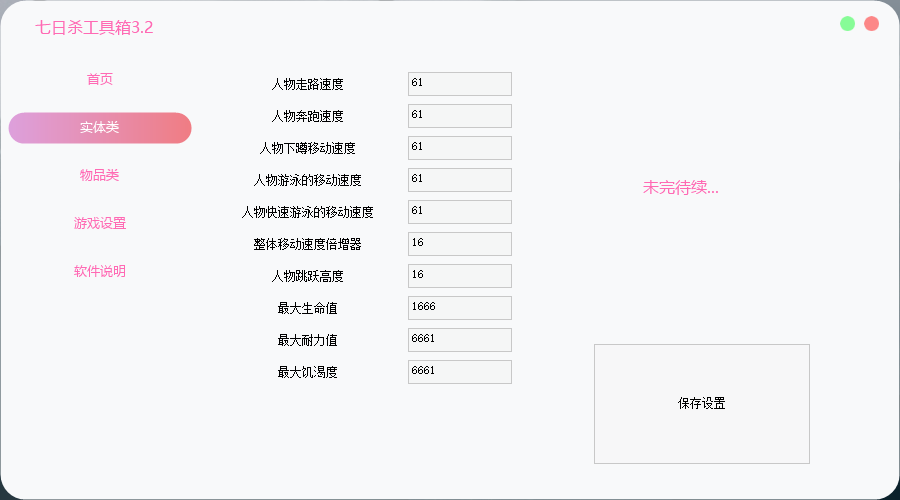 七日杀工具箱3.2
首页
实体类
物品类
游戏设置
软件说明
人物走路速度 61
人物奔跑速度 61
人物下蹲移动速度 61
人物游泳的移动速度 61
人物快速游泳的移动速度 61
整体移动速度倍增器 16
人物跳跃高度 16
最大生命值 1666
最大耐力值 6661
最大饥渴度 6661
未完待续...
保存设置